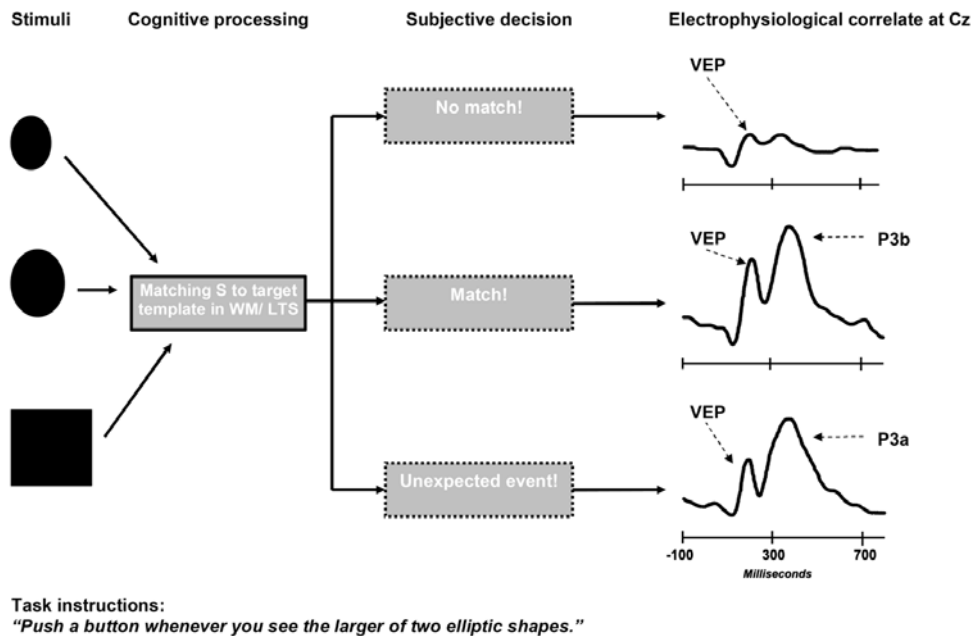 Stimuli
Cognitive processing
Subjective decision
Electrophysiological correlate at Cz
VEP
No match!
VEP
P3b
Matching S to target
template in WM/ LTS
Match!
VEP
P3a
Unexpected event!
-100 300 700
Milliseconds
Task instructions:
“Push a button whenever you see the larger of two elliptic shapes.”